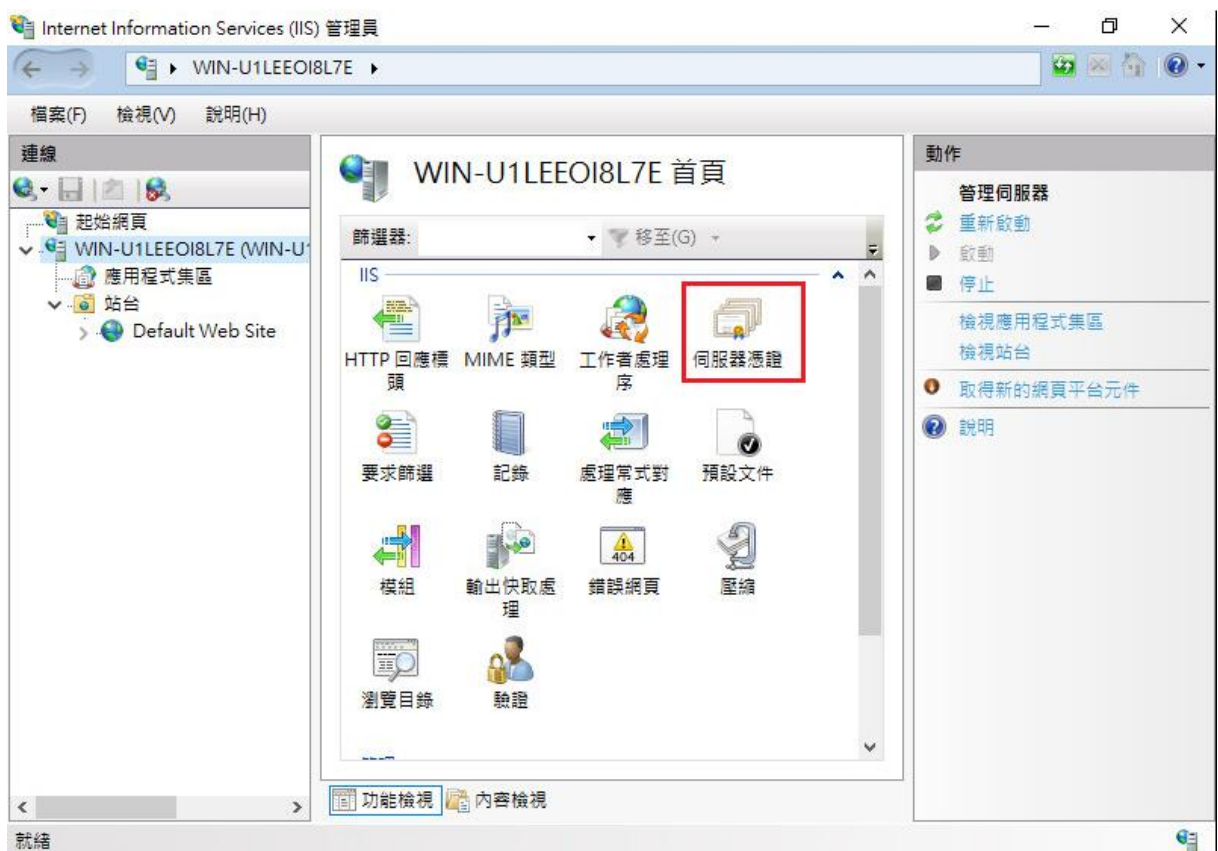 Internet Information Services (IIS) 管理員
WIN-U1LEEOI8L7E
檔案(F) 檢視(V) 說明(H)
連線
起始網頁
WIN-U1LEEOI8L7E (WIN-U1
應用程式集區
站台
Default Web Site
WIN-U1LEEOI8L7E 首頁
篩選器:
移至(G)
IIS
HTTP 回應標
頭
MIME 類型
工作者處理
序
伺服器憑證
要求篩選
記錄
處理常式對
應
預設文件
模組
輸出快取處
理
404
錯誤網頁
壓縮
瀏覽目錄
驗證
功能檢視
內容檢視
動作
管理伺服器
重新啟動
啟動
停止
檢視應用程式集區
檢視站台
取得新的網頁平台元件
說明
就緒